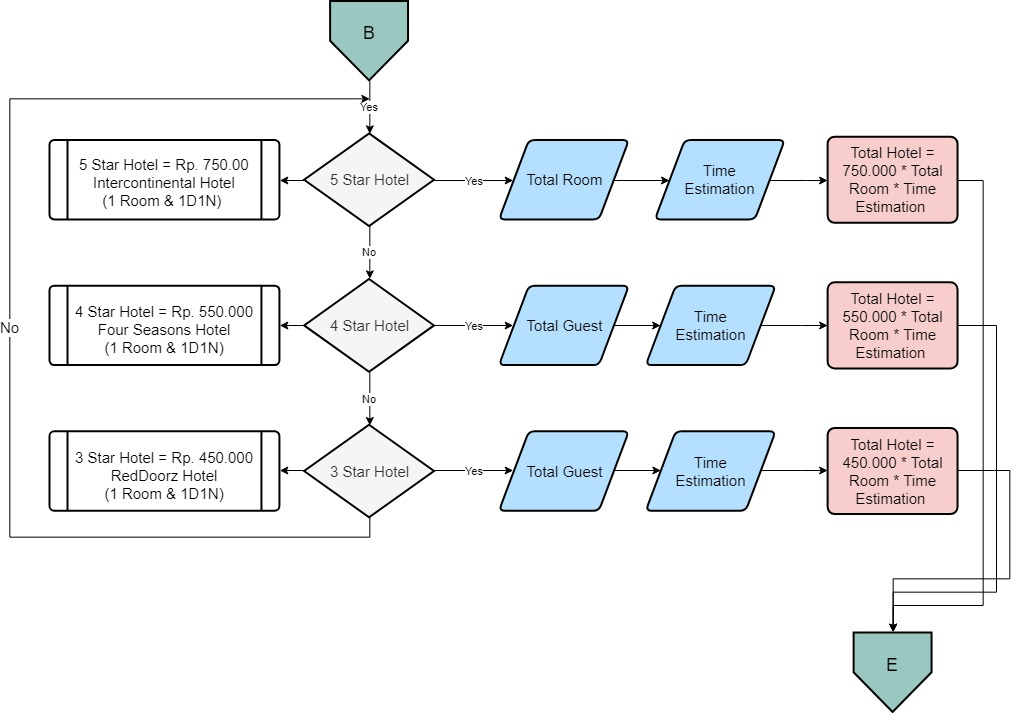 B
Yes
5 Star Hotel = Rp. 750.00
Intercontinental Hotel
(1 Room & 1D1N)
5 Star Hotel
Yes
Total Room
Time
Estimation
Total Hotel =
750.000 * Total
Room * Time
Estimation
No
4 Star Hotel = Rp. 550.000
Four Seasons Hotel
(1 Room & 1D1N)
4 Star Hotel
Yes
Total Guest
Time
Estimation
Total Hotel =
550.000 * Total
Room * Time
Estimation
No
No
3 Star Hotel = Rp. 450.000
RedDoorz Hotel
(1 Room & 1D1N)
3 Star Hotel
Yes
Total Guest
Time
Estimation
Total Hotel =
450.000 * Total
Room * Time
Estimation
E